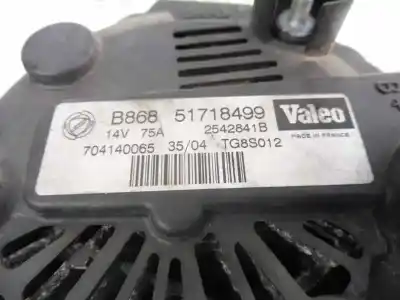 B868 51718499 Valeo
14V 75A 2542841B MADE IN FRANCE
704140065 35/04 TG8S012